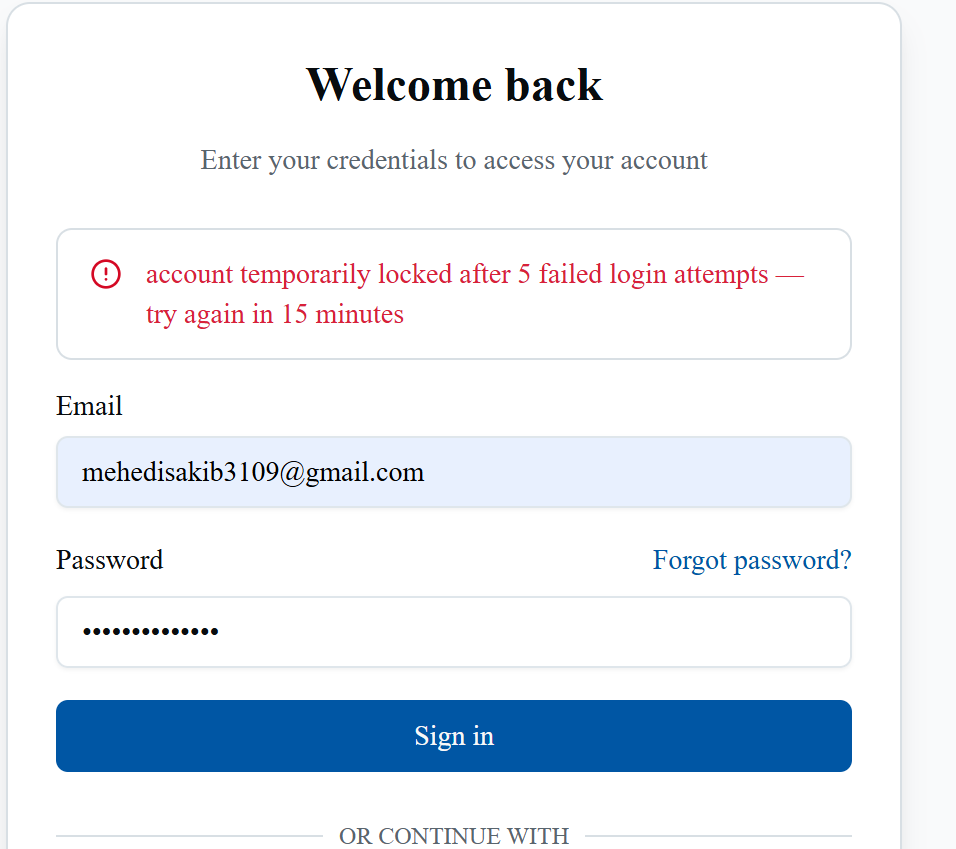 Welcome back
Enter your credentials to access your account
account temporarily locked after 5 failed login attempts —
try again in 15 minutes
Email
mehedisakib3109@gmail.com
Password
Forgot password?
••••••••••••••
Sign in
OR CONTINUE WITH